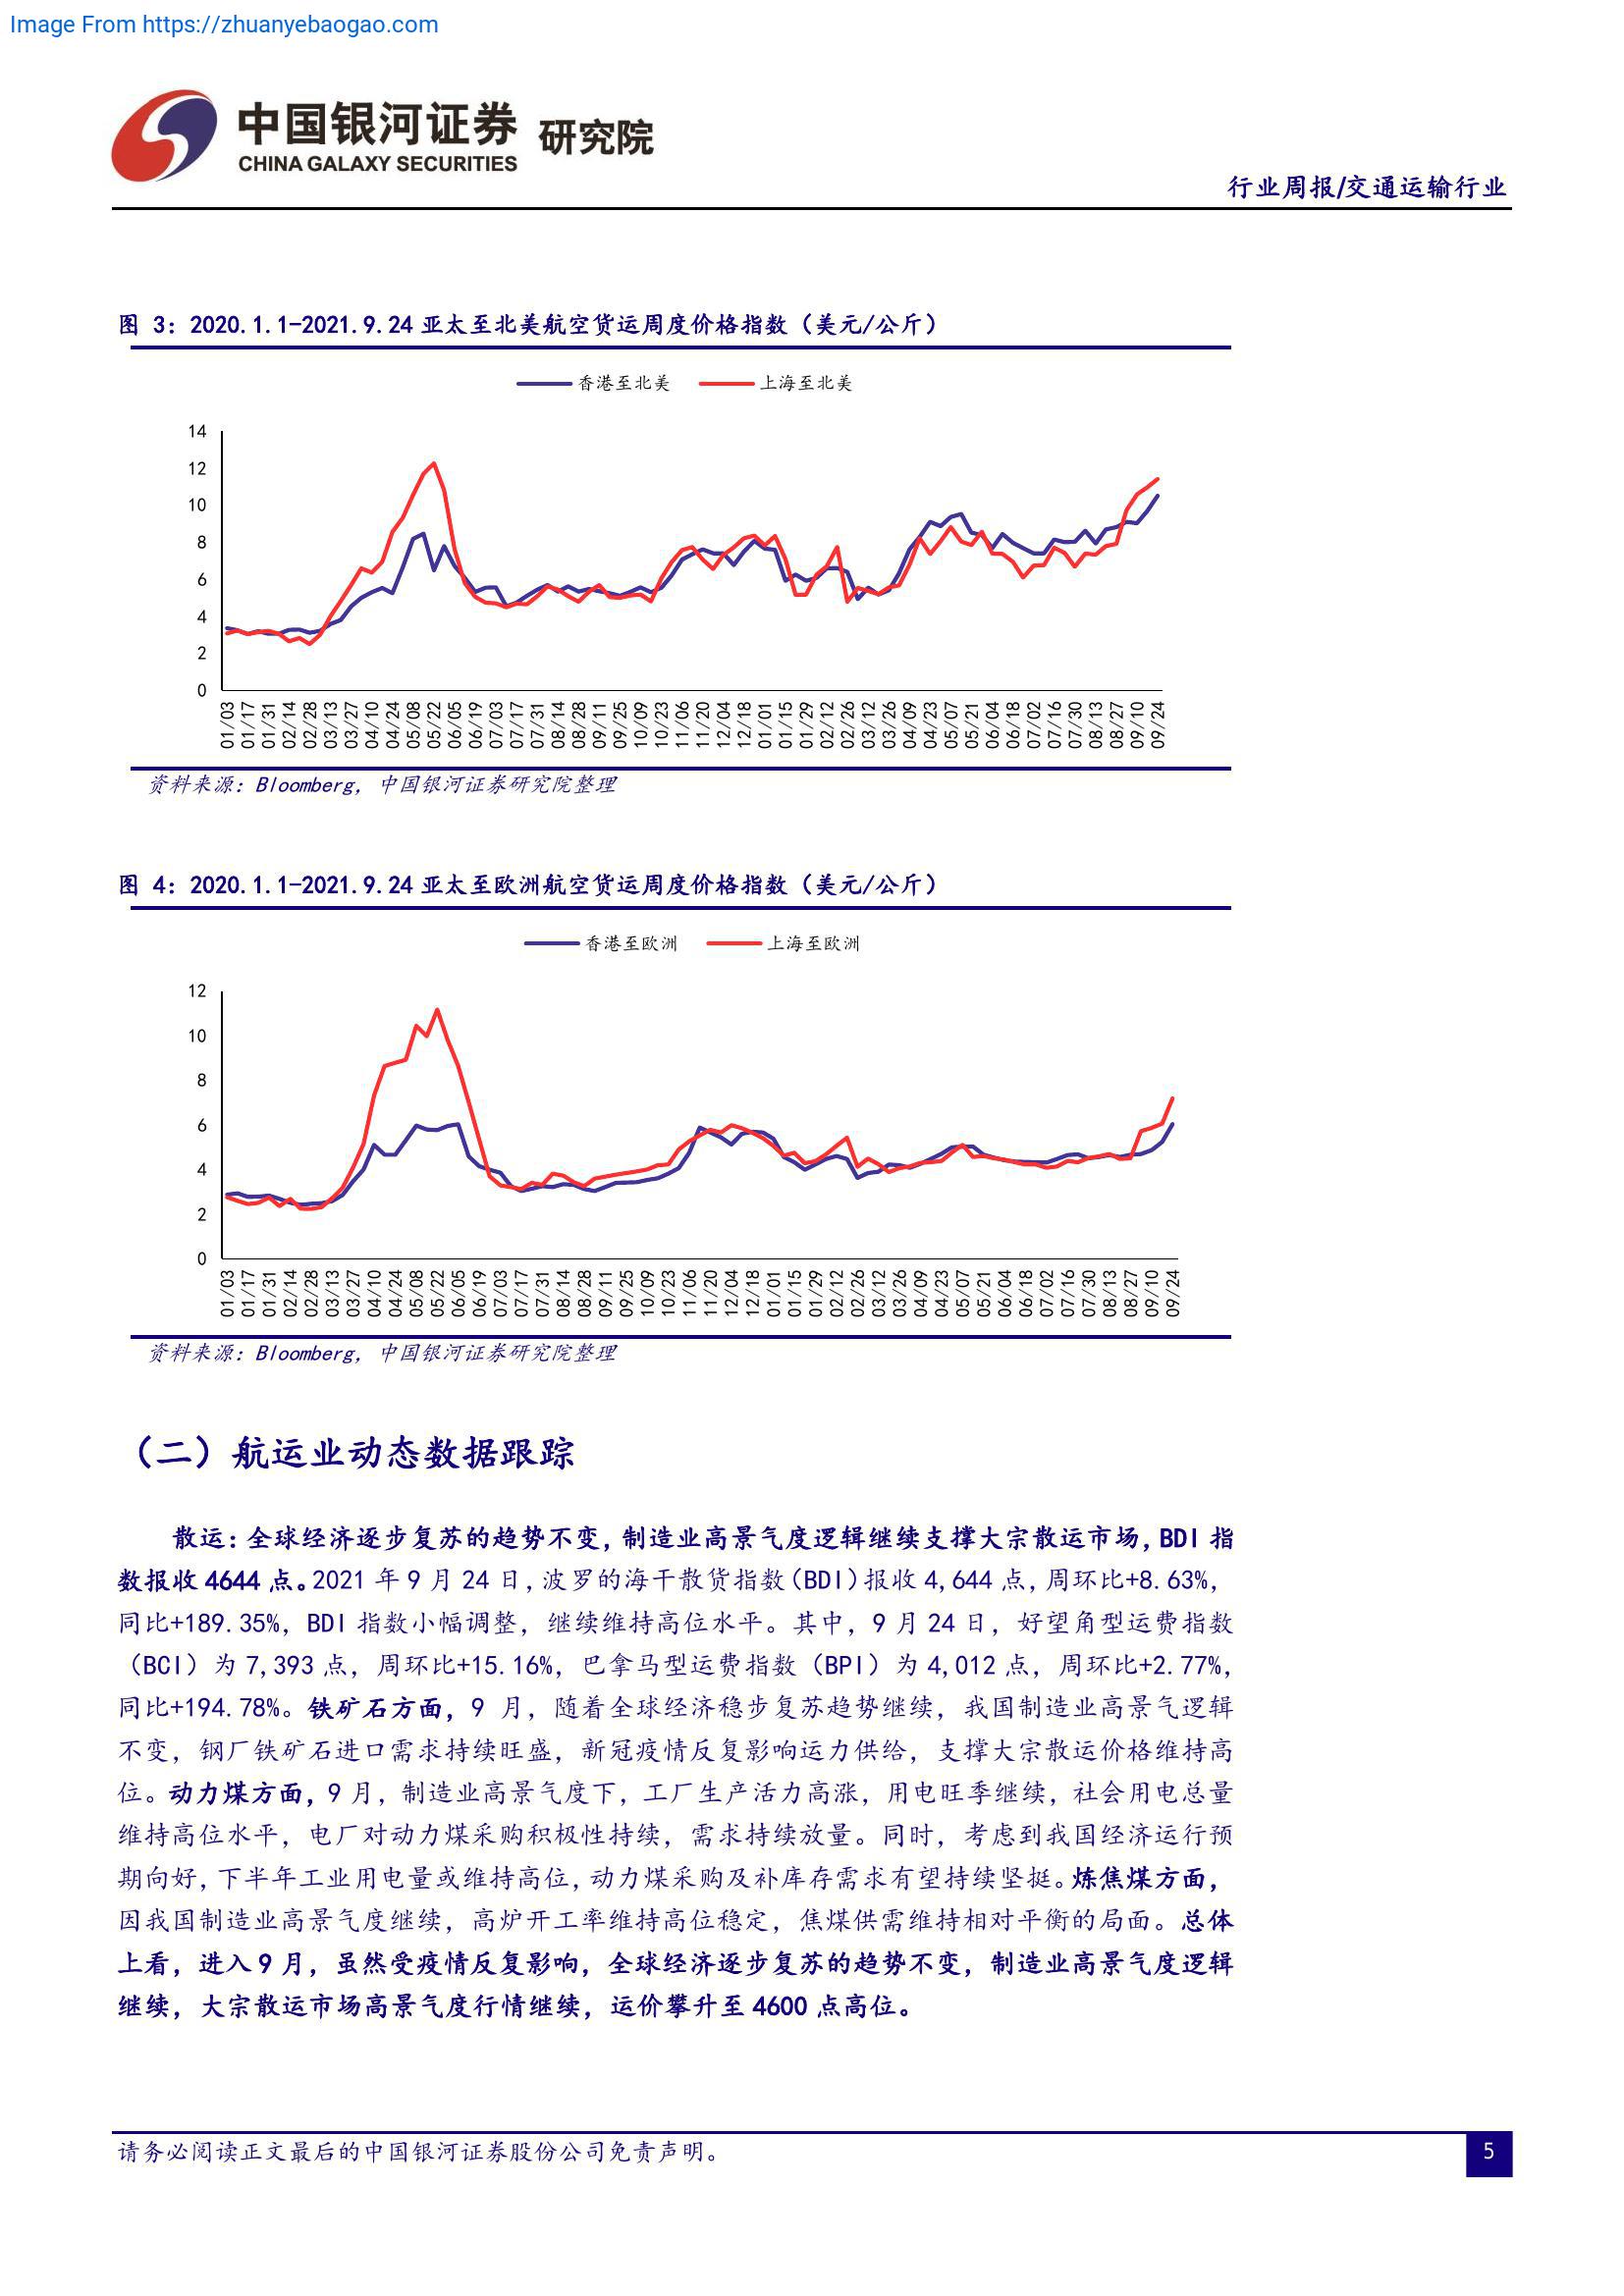 Image From https://zhuanyebaogao.com
中国银河证券 研究院
CHINA GALAXY SECURITIES
行业周报/交通运输行业
图 3：2020.1.1-2021.9.24 亚太至北美航空货运周度价格指数（美元/公斤）
香港至北美 上海至北美
14
12
10
8
6
4
2
0
01/03 01/17 01/31 02/14 02/28 03/13 03/27 04/10 04/24 05/08 05/22 06/05 06/19 07/03 07/17 07/31 08/14 08/28 09/11 09/25 10/09 10/23 11/06 11/20 12/04 12/18 01/01 01/15 01/29 02/12 02/26 03/12 03/26 04/09 04/23 05/07 05/21 06/04 06/18 07/02 07/16 07/30 08/13 08/27 09/10 09/24
资料来源：Bloomberg，中国银河证券研究院整理
图 4：2020.1.1-2021.9.24 亚太至欧洲航空货运周度价格指数（美元/公斤）
香港至欧洲 上海至欧洲
12
10
8
6
4
2
0
01/03 01/17 01/31 02/14 02/28 03/13 03/27 04/10 04/24 05/08 05/22 06/05 06/19 07/03 07/17 07/31 08/14 08/28 09/11 09/25 10/09 10/23 11/06 11/20 12/04 12/18 01/01 01/15 01/29 02/12 02/26 03/12 03/26 04/09 04/23 05/07 05/21 06/04 06/18 07/02 07/16 07/30 08/13 08/27 09/10 09/24
资料来源：Bloomberg，中国银河证券研究院整理
（二）航运业动态数据跟踪
散运：全球经济逐步复苏的趋势不变，制造业高景气度逻辑继续支撑大宗散运市场，BDI 指
数报收 4644 点。2021 年 9 月 24 日，波罗的海干散货指数（BDI）报收 4,644 点，周环比+8.63%，
同比+189.35%，BDI 指数小幅调整，继续维持高位水平。其中，9 月 24 日，好望角型运费指数
（BCI）为 7,393 点，周环比+15.16%，巴拿马型运费指数（BPI）为 4,012 点，周环比+2.77%，
同比+194.78%。铁矿石方面，9 月，随着全球经济稳步复苏趋势继续，我国制造业高景气逻辑
不变，钢厂铁矿石进口需求持续旺盛，新冠疫情反复影响运力供给，支撑大宗散运价格维持高
位。动力煤方面，9 月，制造业高景气度下，工厂生产活力高涨，用电旺季继续，社会用电总量
维持高位水平，电厂对动力煤采购积极性持续，需求持续放量。同时，考虑到我国经济运行预
期向好，下半年工业用电量或维持高位，动力煤采购及补库存需求有望持续坚挺。炼焦煤方面，
因我国制造业高景气度继续，高炉开工率维持高位稳定，焦煤供需维持相对平衡的局面。总体
上看，进入 9 月，虽然受疫情反复影响，全球经济逐步复苏的趋势不变，制造业高景气度逻辑
继续，大宗散运市场高景气度行情继续，运价攀升至 4600 点高位。
请务必阅读正文最后的中国银河证券股份公司免责声明。
5